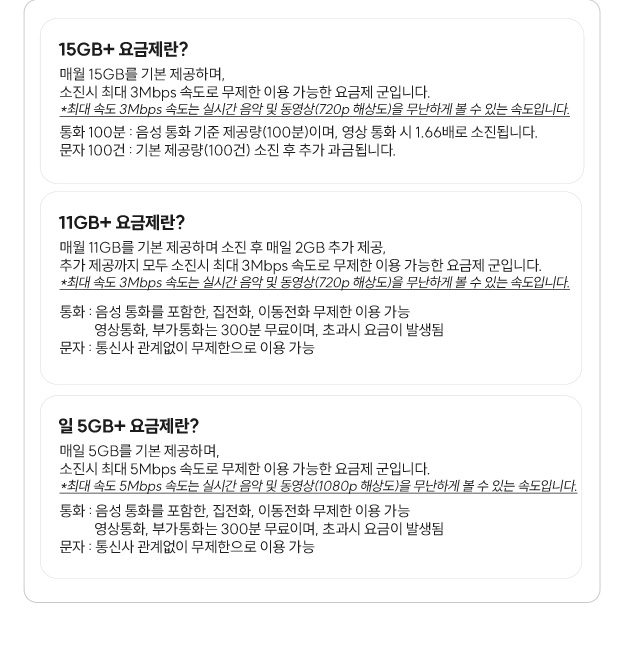 15GB+ 요금제란?
매월 15GB를 기본 제공하며,
소진시 최대 3Mbps 속도로 무제한 이용 가능한 요금제 군입니다.
*최대 속도 3Mbps 속도는 실시간 음악 및 동영상(720p 해상도)을 무난하게 볼 수 있는 속도입니다.
통화 100분 : 음성 통화 기준 제공량(100분)이며, 영상 통화 시 1.66배로 소진됩니다.
문자 100건 : 기본 제공량(100건) 소진 후 추가 과금됩니다.
11GB+ 요금제란?
매월 11GB를 기본 제공하며 소진 후 매일 2GB 추가 제공,
추가 제공까지 모두 소진시 최대 3Mbps 속도로 무제한 이용 가능한 요금제 군입니다.
*최대 속도 3Mbps 속도는 실시간 음악 및 동영상(720p 해상도)을 무난하게 볼 수 있는 속도입니다.
통화 : 음성 통화를 포함한, 집전화, 이동전화 무제한 이용 가능
영상통화, 부가통화는 300분 무료이며, 초과시 요금이 발생됨
문자 : 통신사 관계없이 무제한으로 이용 가능
일 5GB+ 요금제란?
매일 5GB를 기본 제공하며,
소진시 최대 5Mbps 속도로 무제한 이용 가능한 요금제 군입니다.
*최대 속도 5Mbps 속도는 실시간 음악 및 동영상(1080p 해상도)을 무난하게 볼 수 있는 속도입니다.
통화 : 음성 통화를 포함한, 집전화, 이동전화 무제한 이용 가능
영상통화, 부가통화는 300분 무료이며, 초과시 요금이 발생됨
문자 : 통신사 관계없이 무제한으로 이용 가능